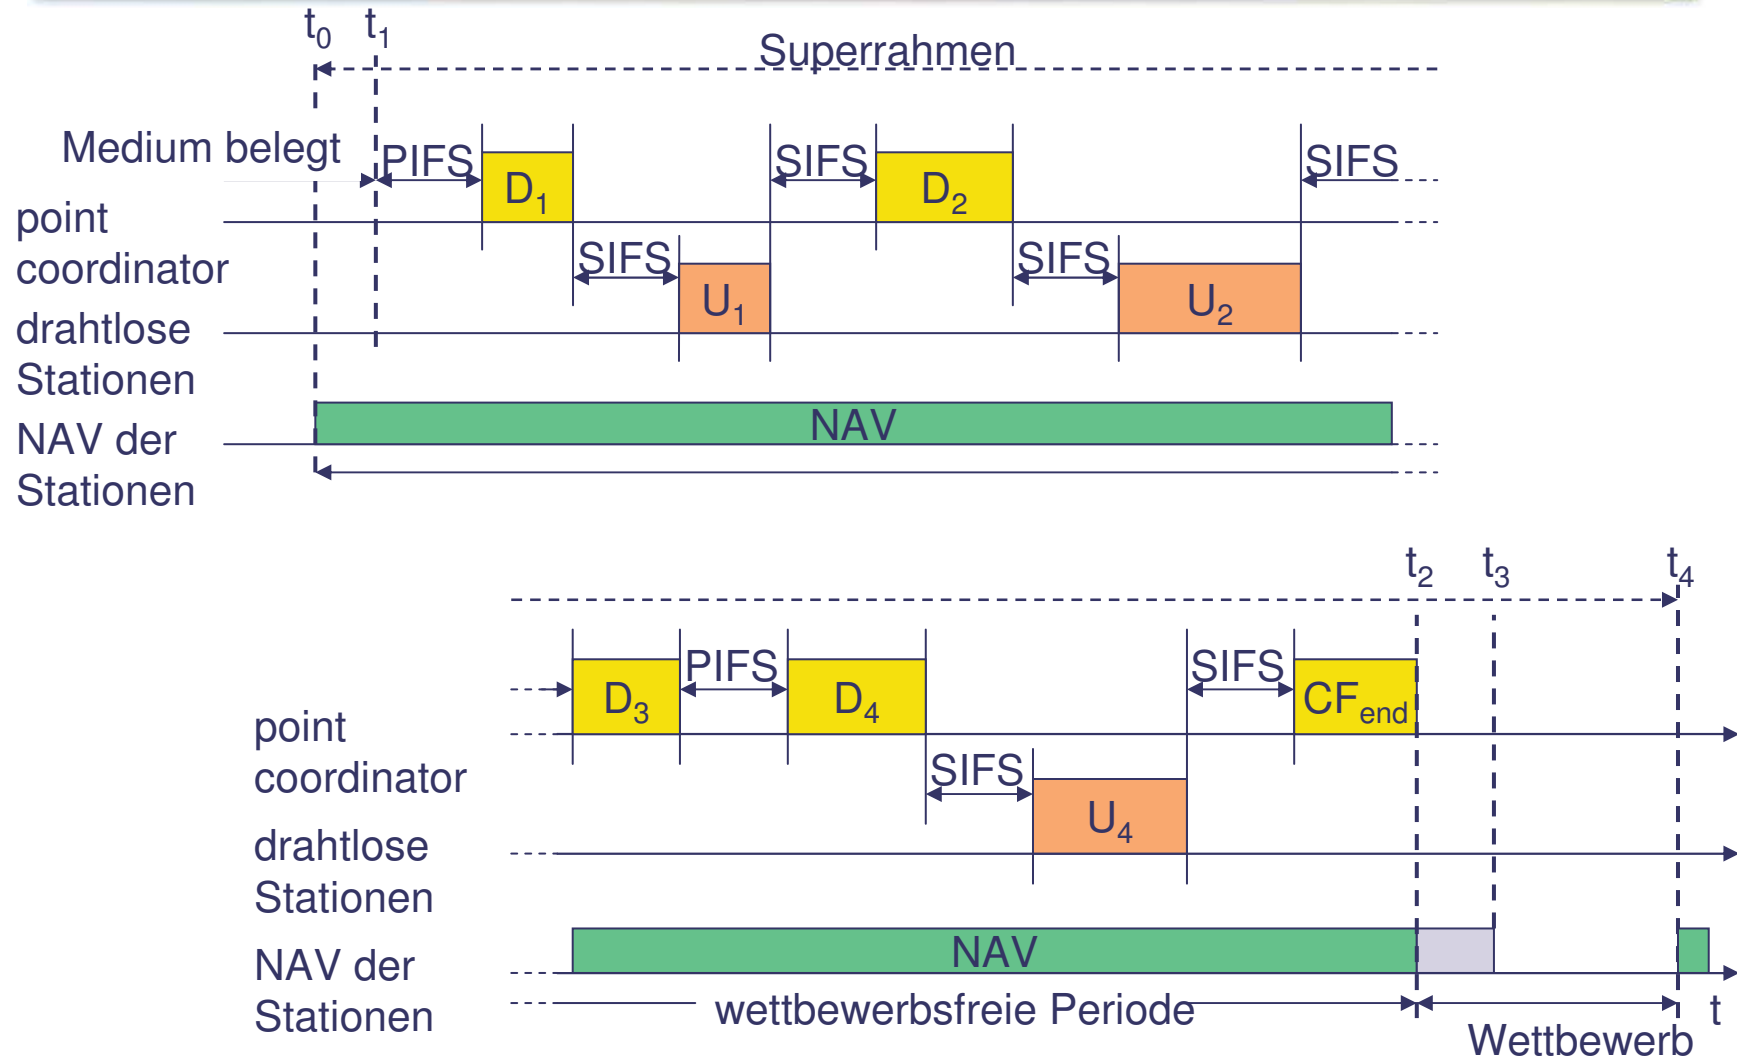 t0 t1
Superrahmen
Medium belegt
PIFS
D1
SIFS
D2
SIFS
point
coordinator
SIFS
U1
SIFS
U2
drahtlose
Stationen
NAV der
Stationen
NAV
t2 t3 t4
D3
PIFS
D4
SIFS
CFend
point
coordinator
SIFS
U4
drahtlose
Stationen
NAV der
Stationen
NAV
wettbewerbsfreie Periode
t
Wettbewerb